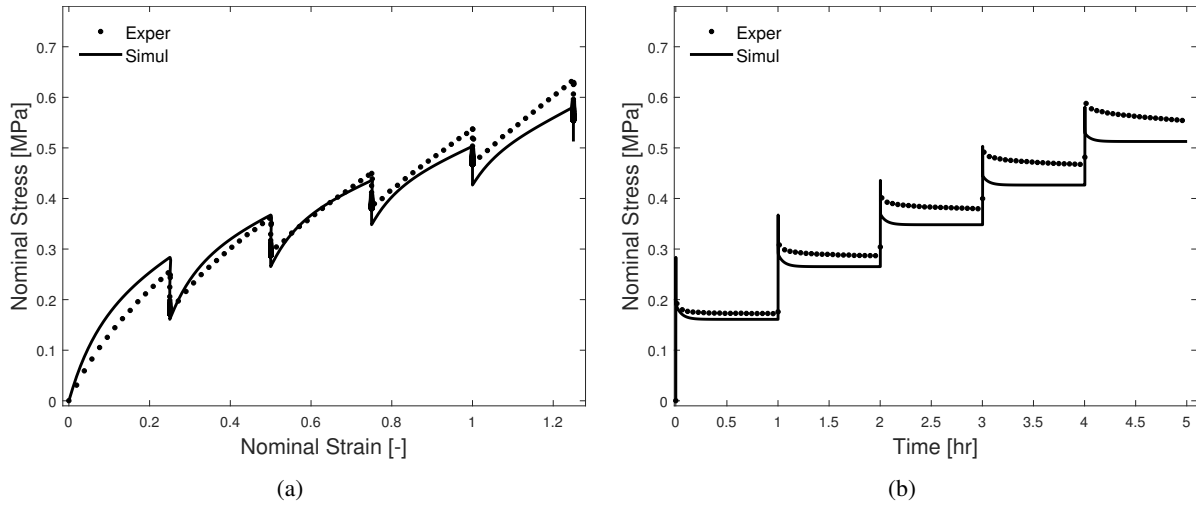 Exper
Simul
0.7
0.6
0.5
0.4
0.3
0.2
0.1
0
Nominal Stress [MPa]
0 0.2 0.4 0.6 0.8 1 1.2
Nominal Strain [-]
(a)
Exper
Simul
0.7
0.6
0.5
0.4
0.3
0.2
0.1
0
Nominal Stress [MPa]
0 0.5 1 1.5 2 2.5 3 3.5 4 4.5 5
Time [hr]
(b)